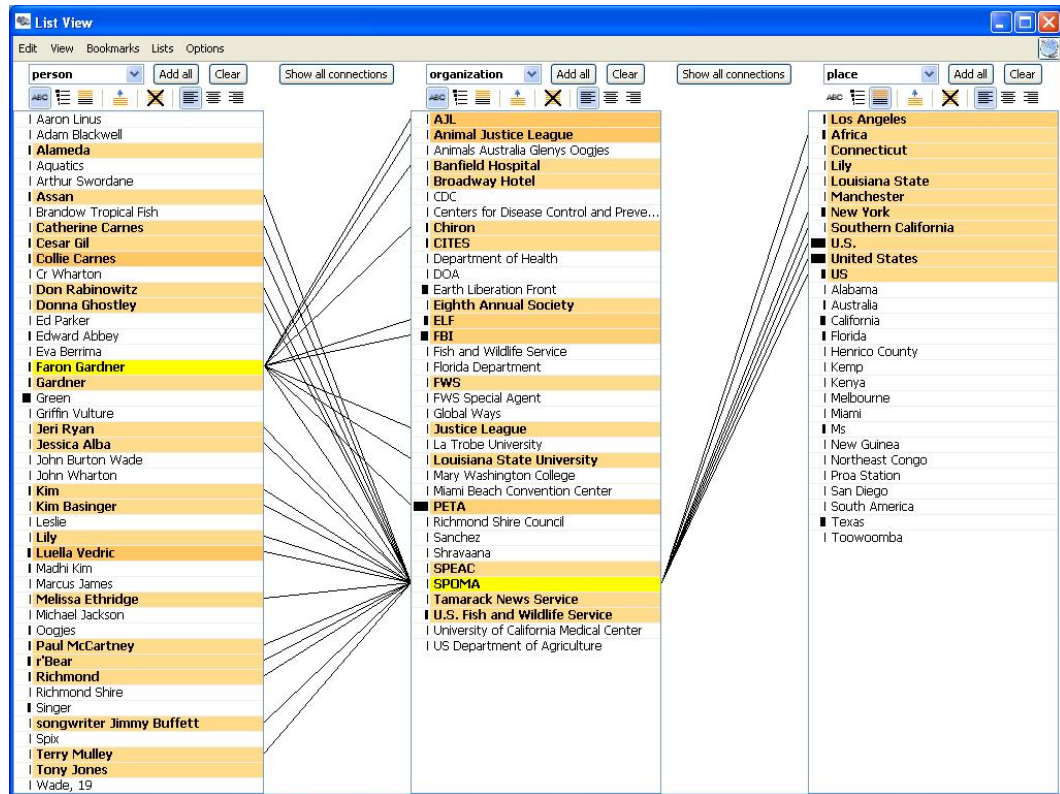 List View
Edit View Bookmarks Lists Options
person Add all Clear Show all connections organization Add all Clear Show all connections place Add all Clear
ABC ABC ABC
Aaron Linus
Adam Blackwell
Alameda
Aquatics
Arthur Swordane
Assan
Brandow Tropical Fish
Catherine Carnes
Cesar Gil
Collie Carnes
Cr Wharton
Don Rabinowitz
Donna Ghostley
Ed Parker
Edward Abbey
Eva Berrima
Faron Gardner
Gardner
Green
Griffin Vulture
Jeri Ryan
Jessica Alba
John Burton Wade
John Wharton
Kim
Kim Basinger
Leslie
Lily
Luella Vedric
Madhi Kim
Marcus James
Melissa Ethridge
Michael Jackson
Oogjes
Paul McCartney
r'Bear
Richmond
Richmond Shire
Singer
songwriter Jimmy Buffett
Spix
Terry Mulley
Tony Jones
Wade, 19
AJL
Animal Justice League
Animals Australia Glenys Oogjes
Banfield Hospital
Broadway Hotel
CDC
Centers for Disease Control and Preve...
Chiron
CITES
Department of Health
DOA
Earth Liberation Front
Eighth Annual Society
ELF
FBI
Fish and Wildlife Service
Florida Department
FWS
FWS Special Agent
Global Ways
Justice League
La Trobe University
Louisiana State University
Mary Washington College
Miami Beach Convention Center
PETA
Richmond Shire Council
Sanchez
Shravaana
SPEAC
SPOMA
Tamarack News Service
U.S. Fish and Wildlife Service
University of California Medical Center
US Department of Agriculture
Los Angeles
Africa
Connecticut
Lily
Louisiana State
Manchester
New York
Southern California
U.S.
United States
US
Alabama
Australia
California
Florida
Henrico County
Kemp
Kenya
Melbourne
Miami
Ms
New Guinea
Northeast Congo
Proa Station
San Diego
South America
Texas
Toowoomba